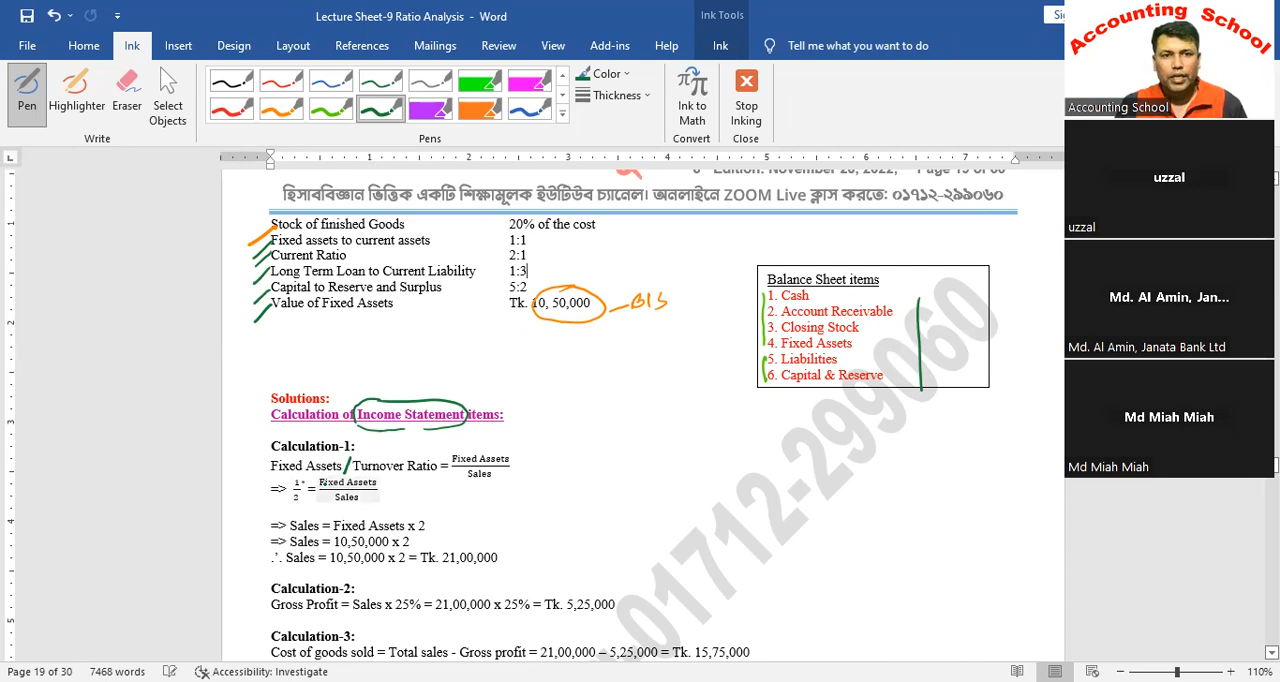 Lecture Sheet-9 Ratio Analysis - Word
Ink Tools
File Home Ink Insert Design Layout References Mailings Review View Add-ins Help Ink Tell me what you want to do
Accounting School
Accounting School
Pen Highlighter Eraser Select Objects
Color
Thickness
Ink to Math
Stop Inking
Write Pens Convert Close
হিসাববিজ্ঞান ভিত্তিক একটি শিক্ষামূলক ইউটিউব চ্যানেল। অনলাইনে ZOOM Live ক্লাস করতে: ০১৭১২-২৯৯০৬০
Stock of finished Goods 20% of the cost
Fixed assets to current assets 1:1
Current Ratio 2:1
Long Term Loan to Current Liability 1:3
Capital to Reserve and Surplus 5:2
Value of Fixed Assets Tk. 10, 50,000
B/S
Balance Sheet items
1. Cash
2. Account Receivable
3. Closing Stock
4. Fixed Assets
5. Liabilities
6. Capital & Reserve
Solutions:
Calculation of Income Statement items:
Calculation-1:
Fixed Assets / Turnover Ratio = Fixed Assets / Sales
=> 1/2 = Fixed Assets / Sales
=> Sales = Fixed Assets x 2
=> Sales = 10,50,000 x 2
∴ Sales = 10,50,000 x 2 = Tk. 21,00,000
Calculation-2:
Gross Profit = Sales x 25% = 21,00,000 x 25% = Tk. 5,25,000
Calculation-3:
Cost of goods sold = Total sales - Gross profit = 21,00,000 – 5,25,000 = Tk. 15,75,000
01712-299060
uzzal
uzzal
Md. Al Amin, Jan...
Md. Al Amin, Janata Bank Ltd
Md Miah Miah
Md Miah Miah
Page 19 of 30 7468 words Accessibility: Investigate 110%